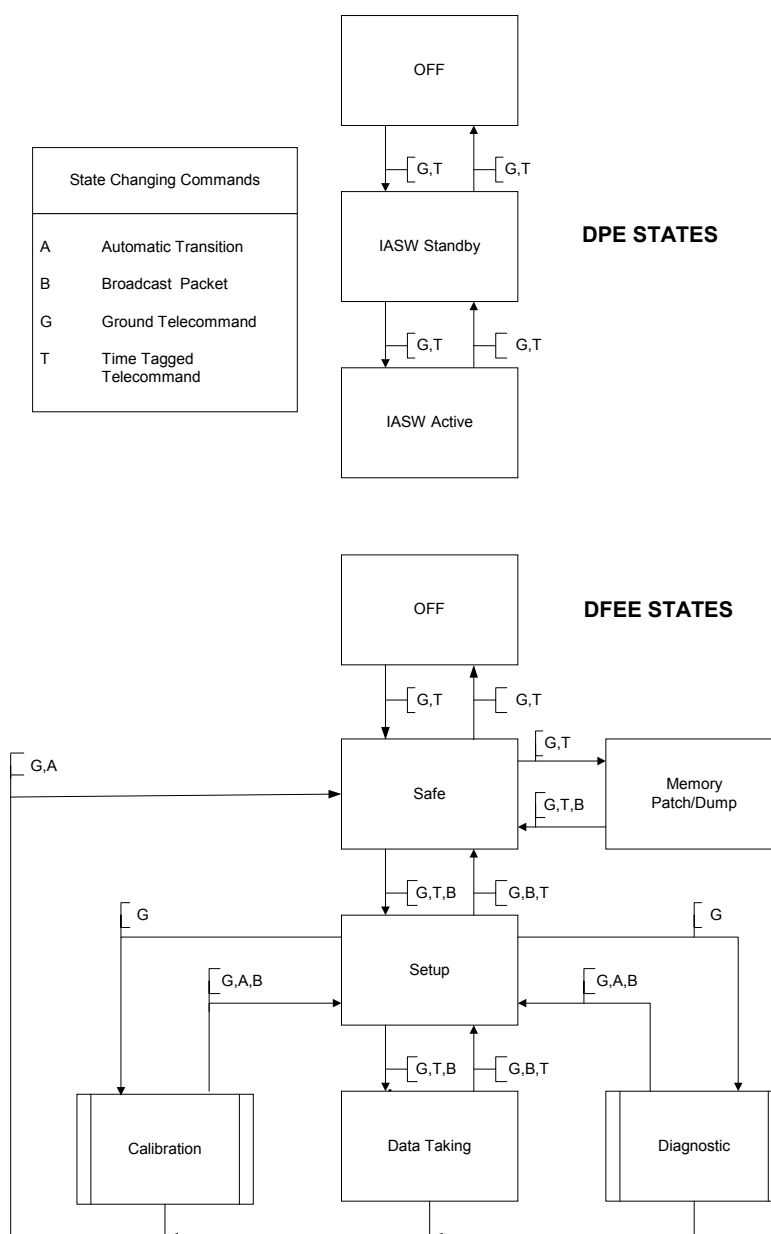 OFF
G,T
G,T
State Changing Commands
A Automatic Transition
B Broadcast Packet
G Ground Telecommand
T Time Tagged
Telecommand
IASW Standby
DPE STATES
G,T
G,T
IASW Active
OFF
DFEE STATES
G,T
G,T
G,A
G,T
Safe
Memory
Patch/Dump
G,T,B
G,T,B
G,B,T
G
G
Setup
G,A,B
G,A,B
G,T,B
G,B,T
Calibration
Data Taking
Diagnostic